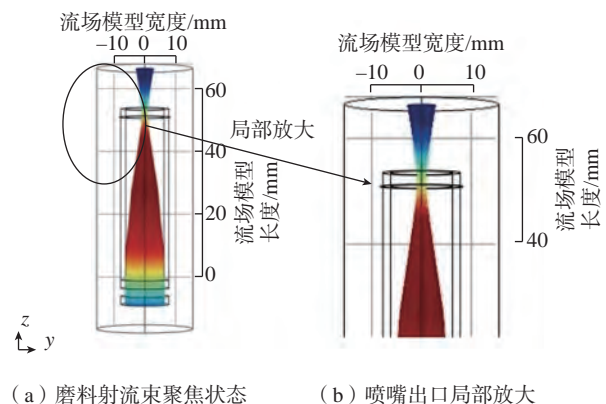 流场模型宽度/mm
–10 0 10
60
40
20
0
流场模型
长度/mm
局部放大
z
y
(a)磨料射流束聚焦状态
流场模型宽度/mm
–10 0 10
60
40
流场模型
长度/mm
(b)喷嘴出口局部放大